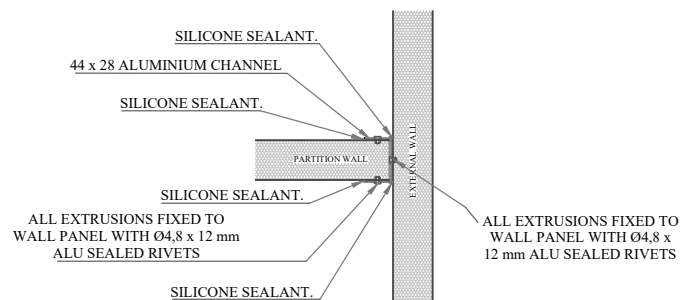 SILICONE SEALANT.
44 x 28 ALUMINIUM CHANNEL
SILICONE SEALANT.
PARTITION WALL
EXTERNAL WALL
SILICONE SEALANT.
ALL EXTRUSIONS FIXED TO
WALL PANEL WITH Ø4,8 x 12 mm
ALU SEALED RIVETS
ALL EXTRUSIONS FIXED TO
WALL PANEL WITH Ø4,8 x
12 mm ALU SEALED RIVETS
SILICONE SEALANT.